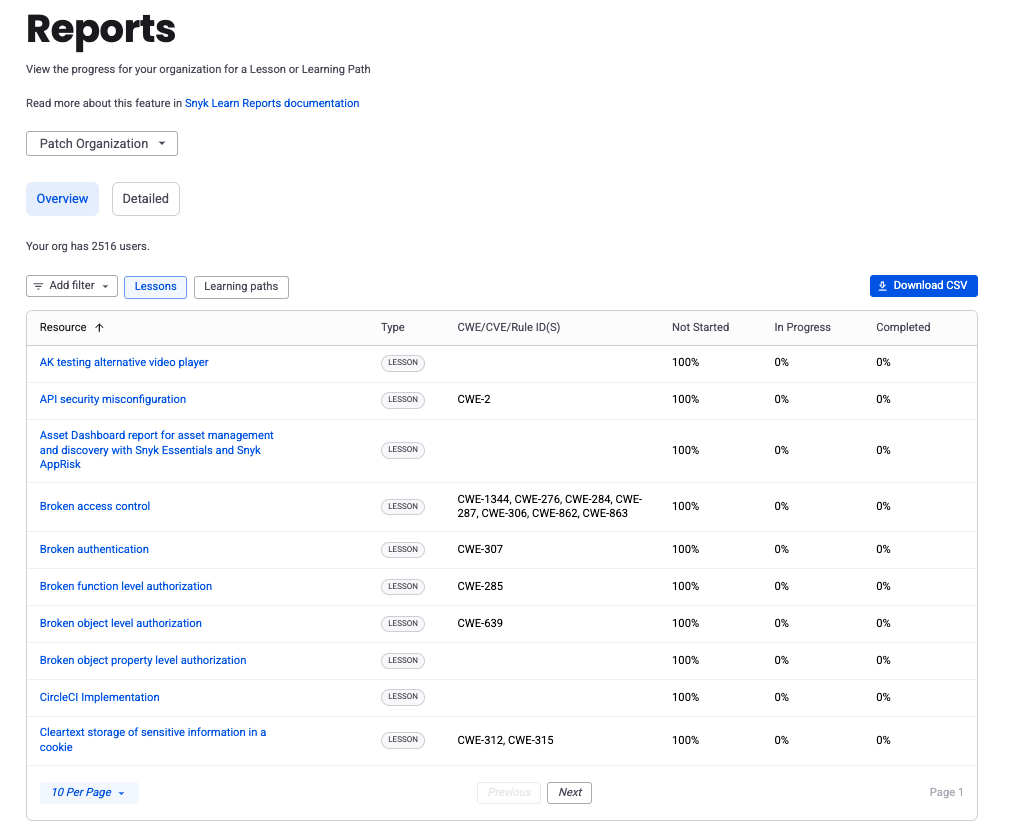 Reports
View the progress for your organization for a Lesson or Learning Path
Read more about this feature in Snyk Learn Reports documentation
Patch Organization
Overview Detailed
Your org has 2516 users.
Add filter Lessons Learning paths Download CSV
Resource Type CWE/CVE/Rule ID(S) Not Started In Progress Completed
AK testing alternative video player LESSON 100% 0% 0%
API security misconfiguration LESSON CWE-2 100% 0% 0%
Asset Dashboard report for asset management
and discovery with Snyk Essentials and Snyk LESSON 100% 0% 0%
AppRisk
Broken access control LESSON CWE-1344, CWE-276, CWE-284, CWE-
287, CWE-306, CWE-862, CWE-863 100% 0% 0%
Broken authentication LESSON CWE-307 100% 0% 0%
Broken function level authorization LESSON CWE-285 100% 0% 0%
Broken object level authorization LESSON CWE-639 100% 0% 0%
Broken object property level authorization LESSON 100% 0% 0%
CircleCI Implementation LESSON 100% 0% 0%
Cleartext storage of sensitive information in a
cookie LESSON CWE-312, CWE-315 100% 0% 0%
10 Per Page Previous Next Page 1